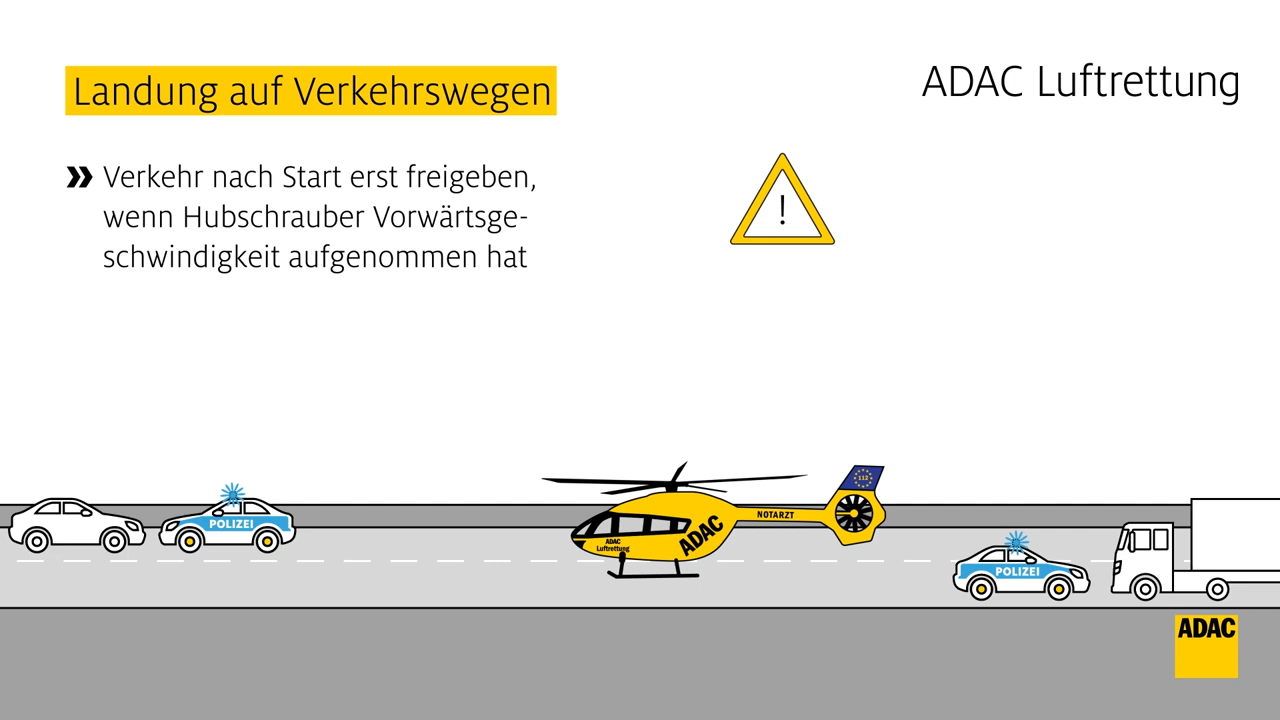 Landung auf Verkehrswegen
ADAC Luftrettung
» Verkehr nach Start erst freigeben,
wenn Hubschrauber Vorwärtsge-
schwindigkeit aufgenommen hat
!
112
NOTARZT
POLIZEI
ADAC
ADAC
Luftrettung
POLIZEI
ADAC